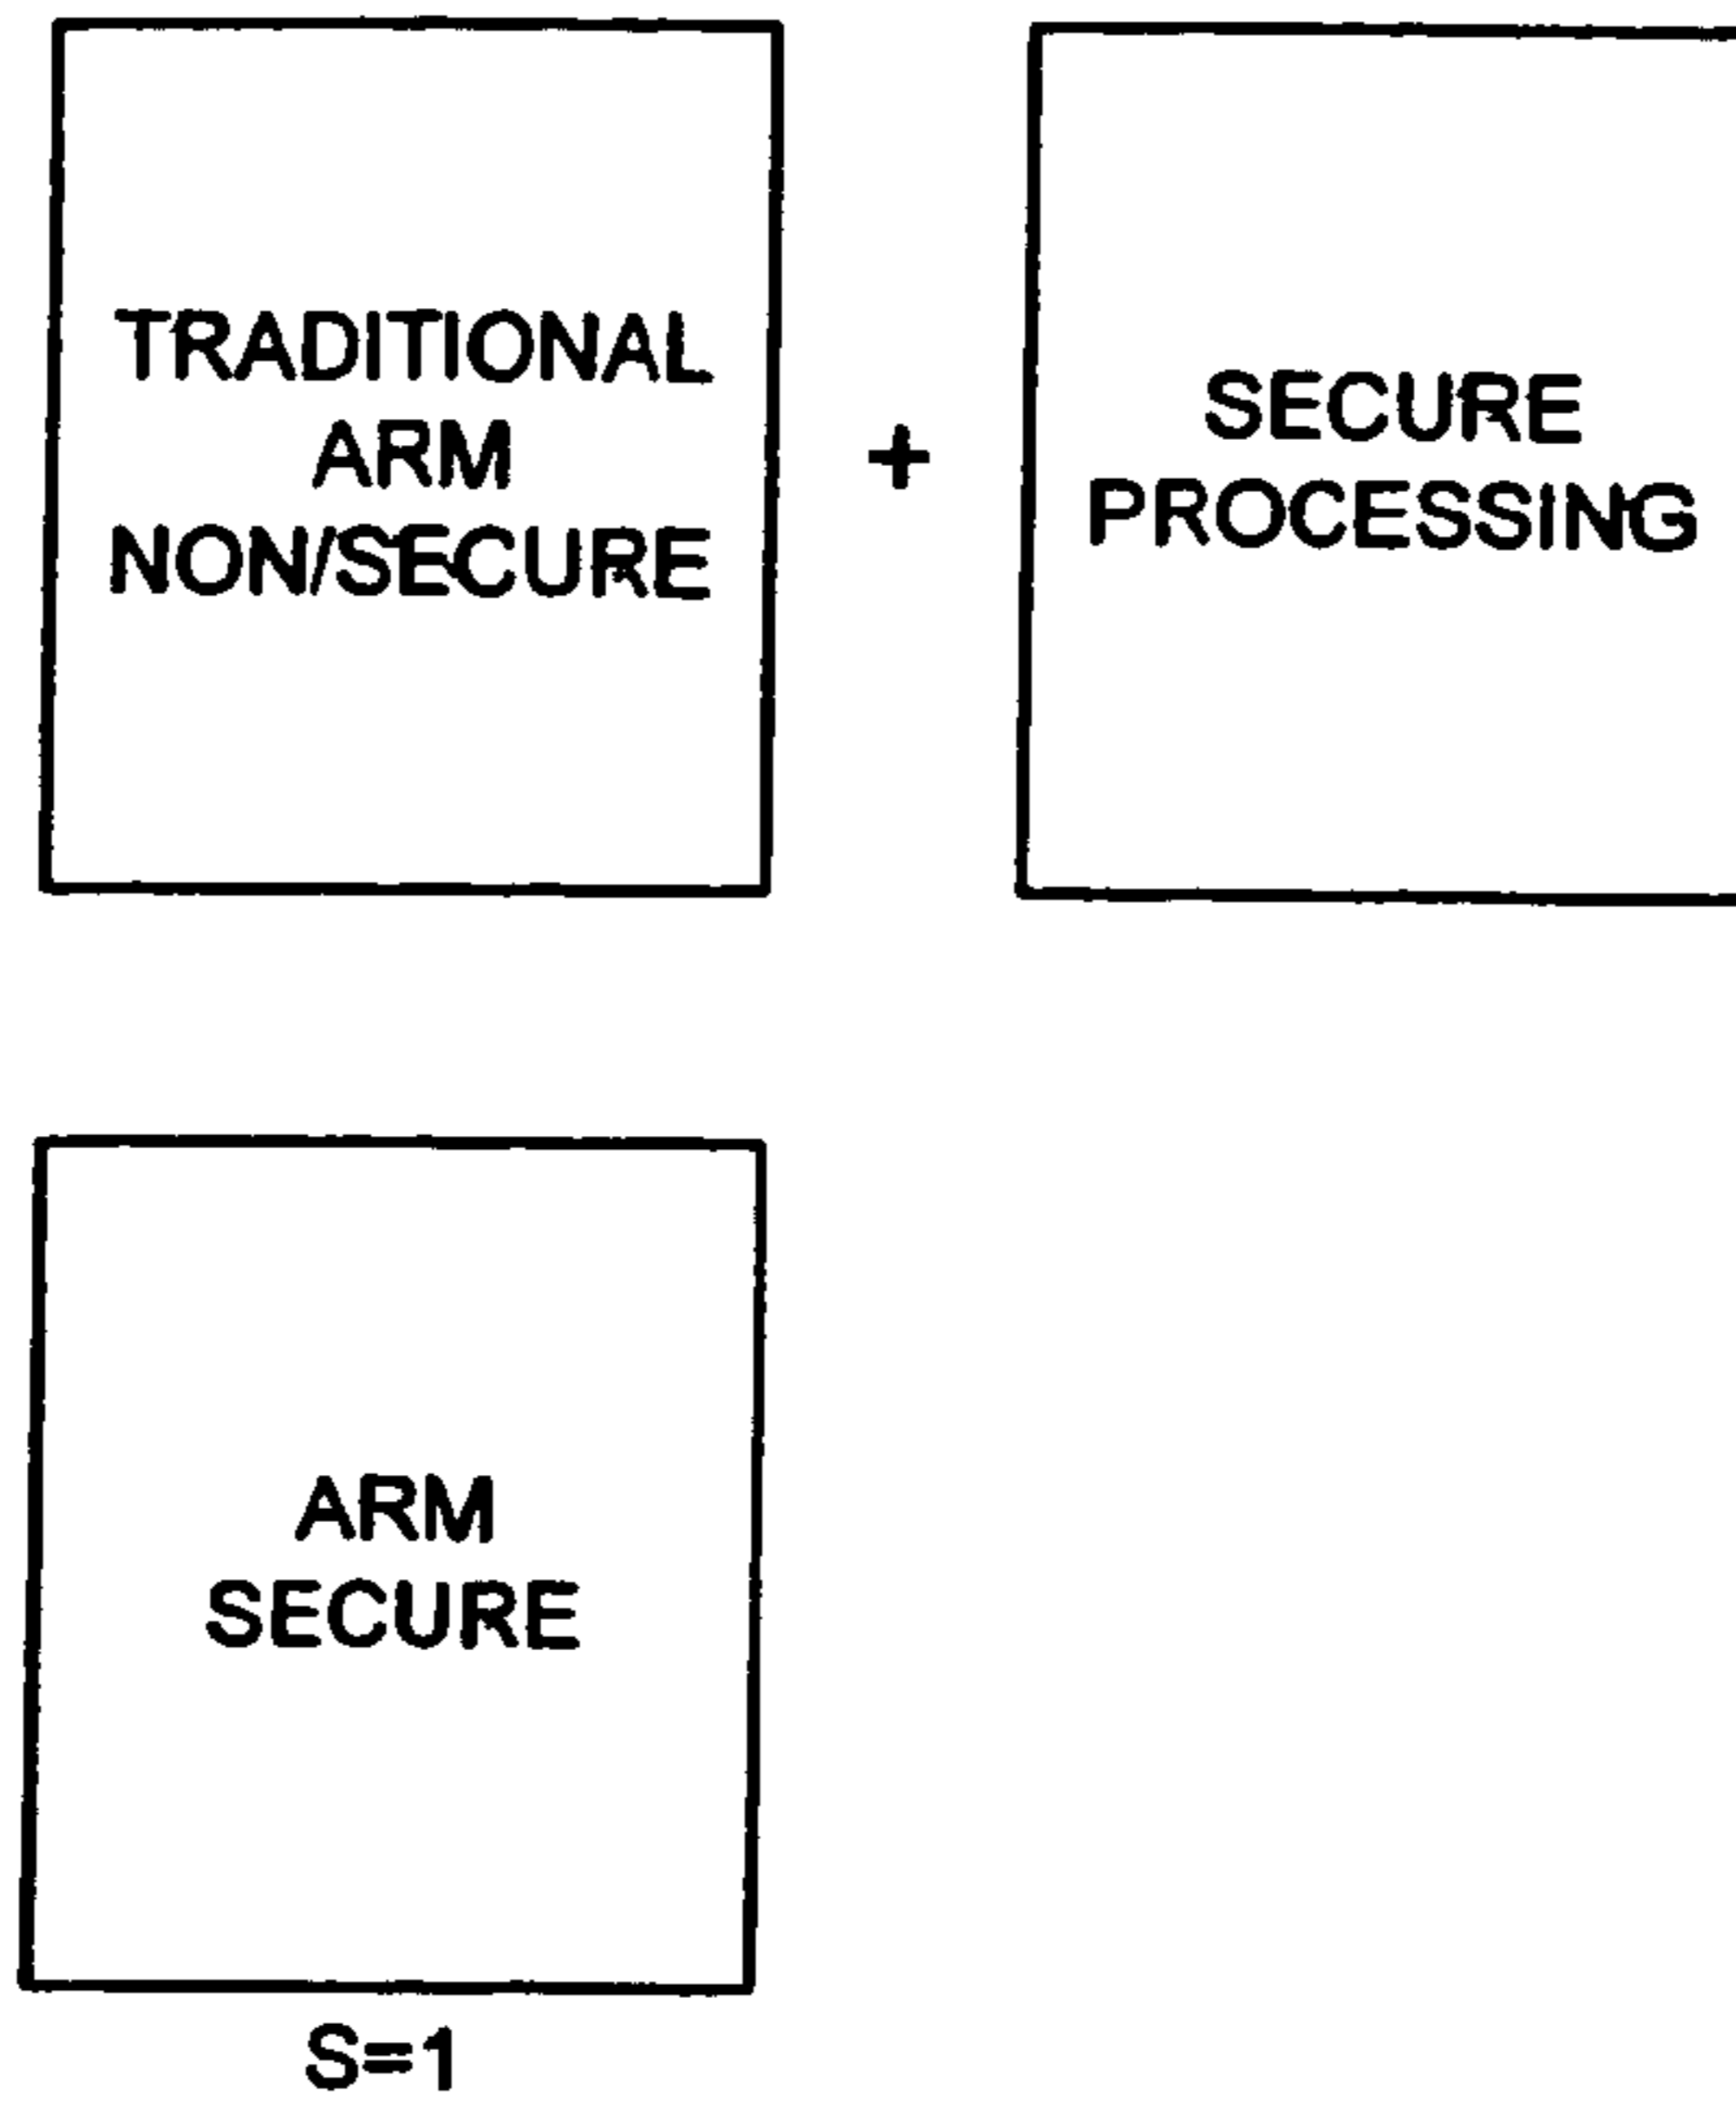 TRADITIONAL
ARM
NON/SECURE
+
SECURE
PROCESSING
ARM
SECURE
S=1